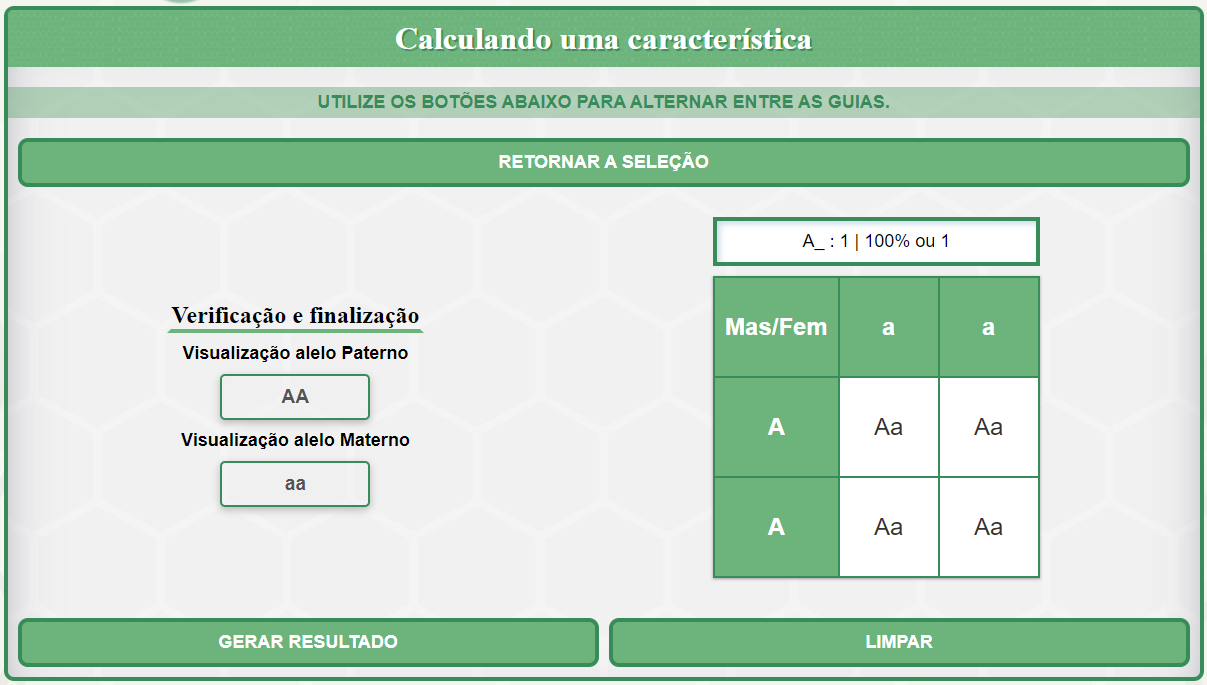 Calculando uma característica
UTILIZE OS BOTÕES ABAIXO PARA ALTERNAR ENTRE AS GUIAS.
RETORNAR A SELEÇÃO
Verificação e finalização
Visualização alelo Paterno
AA
Visualização alelo Materno
aa
A_ : 1 | 100% ou 1
Mas/Fem a a
A Aa Aa
A Aa Aa
GERAR RESULTADO
LIMPAR